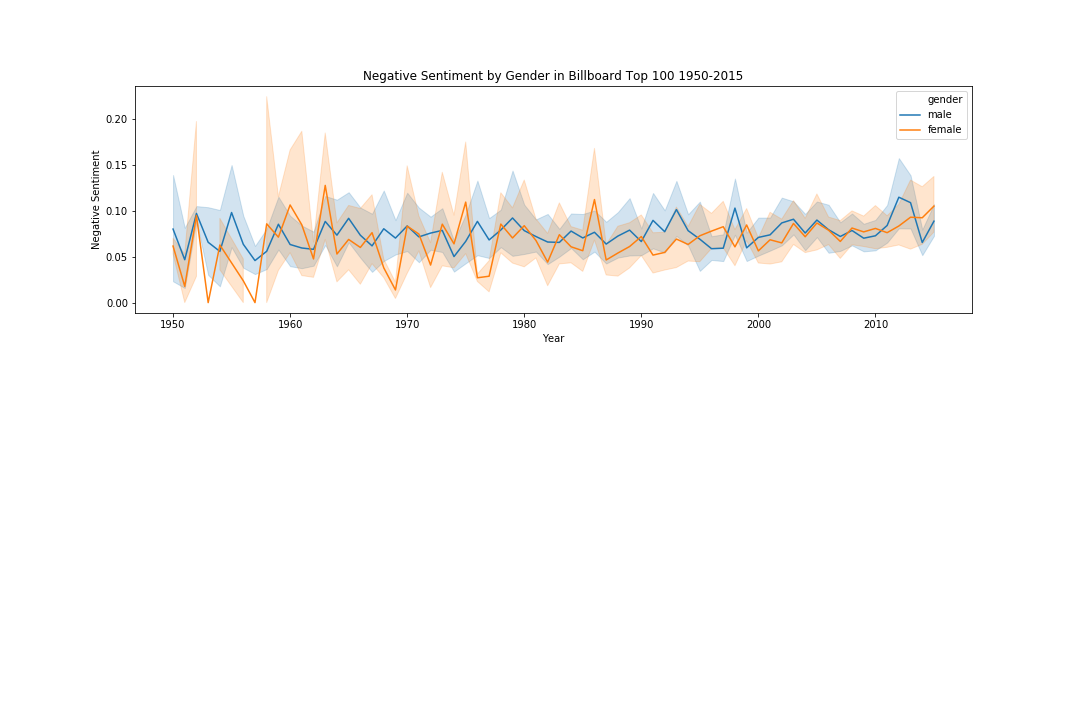 Negative Sentiment by Gender in Billboard Top 100 1950-2015
gender
male
female
Negative Sentiment
0.20
0.15
0.10
0.05
0.00
1950 1960 1970 1980 1990 2000 2010
Year